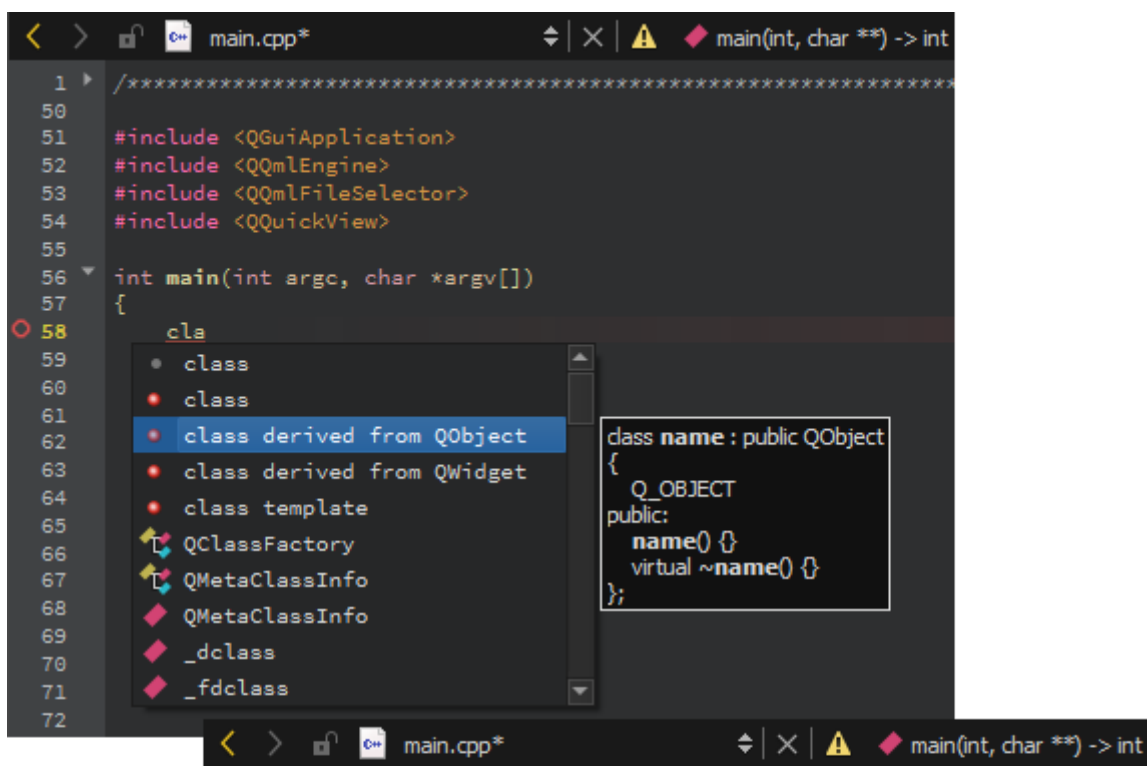 main.cpp* main(int, char **) -> int
1 /****************************************************************
50
51 #include <QGuiApplication>
52 #include <QQmlEngine>
53 #include <QQmlFileSelector>
54 #include <QQuickView>
55
56 int main(int argc, char *argv[])
57 {
58 cla
59
60
61
62
63
64
65
66
67
68
69
70
71
72
class
class
class derived from QObject
class derived from QWidget
class template
QClassFactory
QMetaClassInfo
QMetaClassInfo
_dclass
_fdclass
class name : public QObject
{
Q_OBJECT
public:
name() {}
virtual ~name() {}
};
C++ main.cpp* main(int, char **) -> int